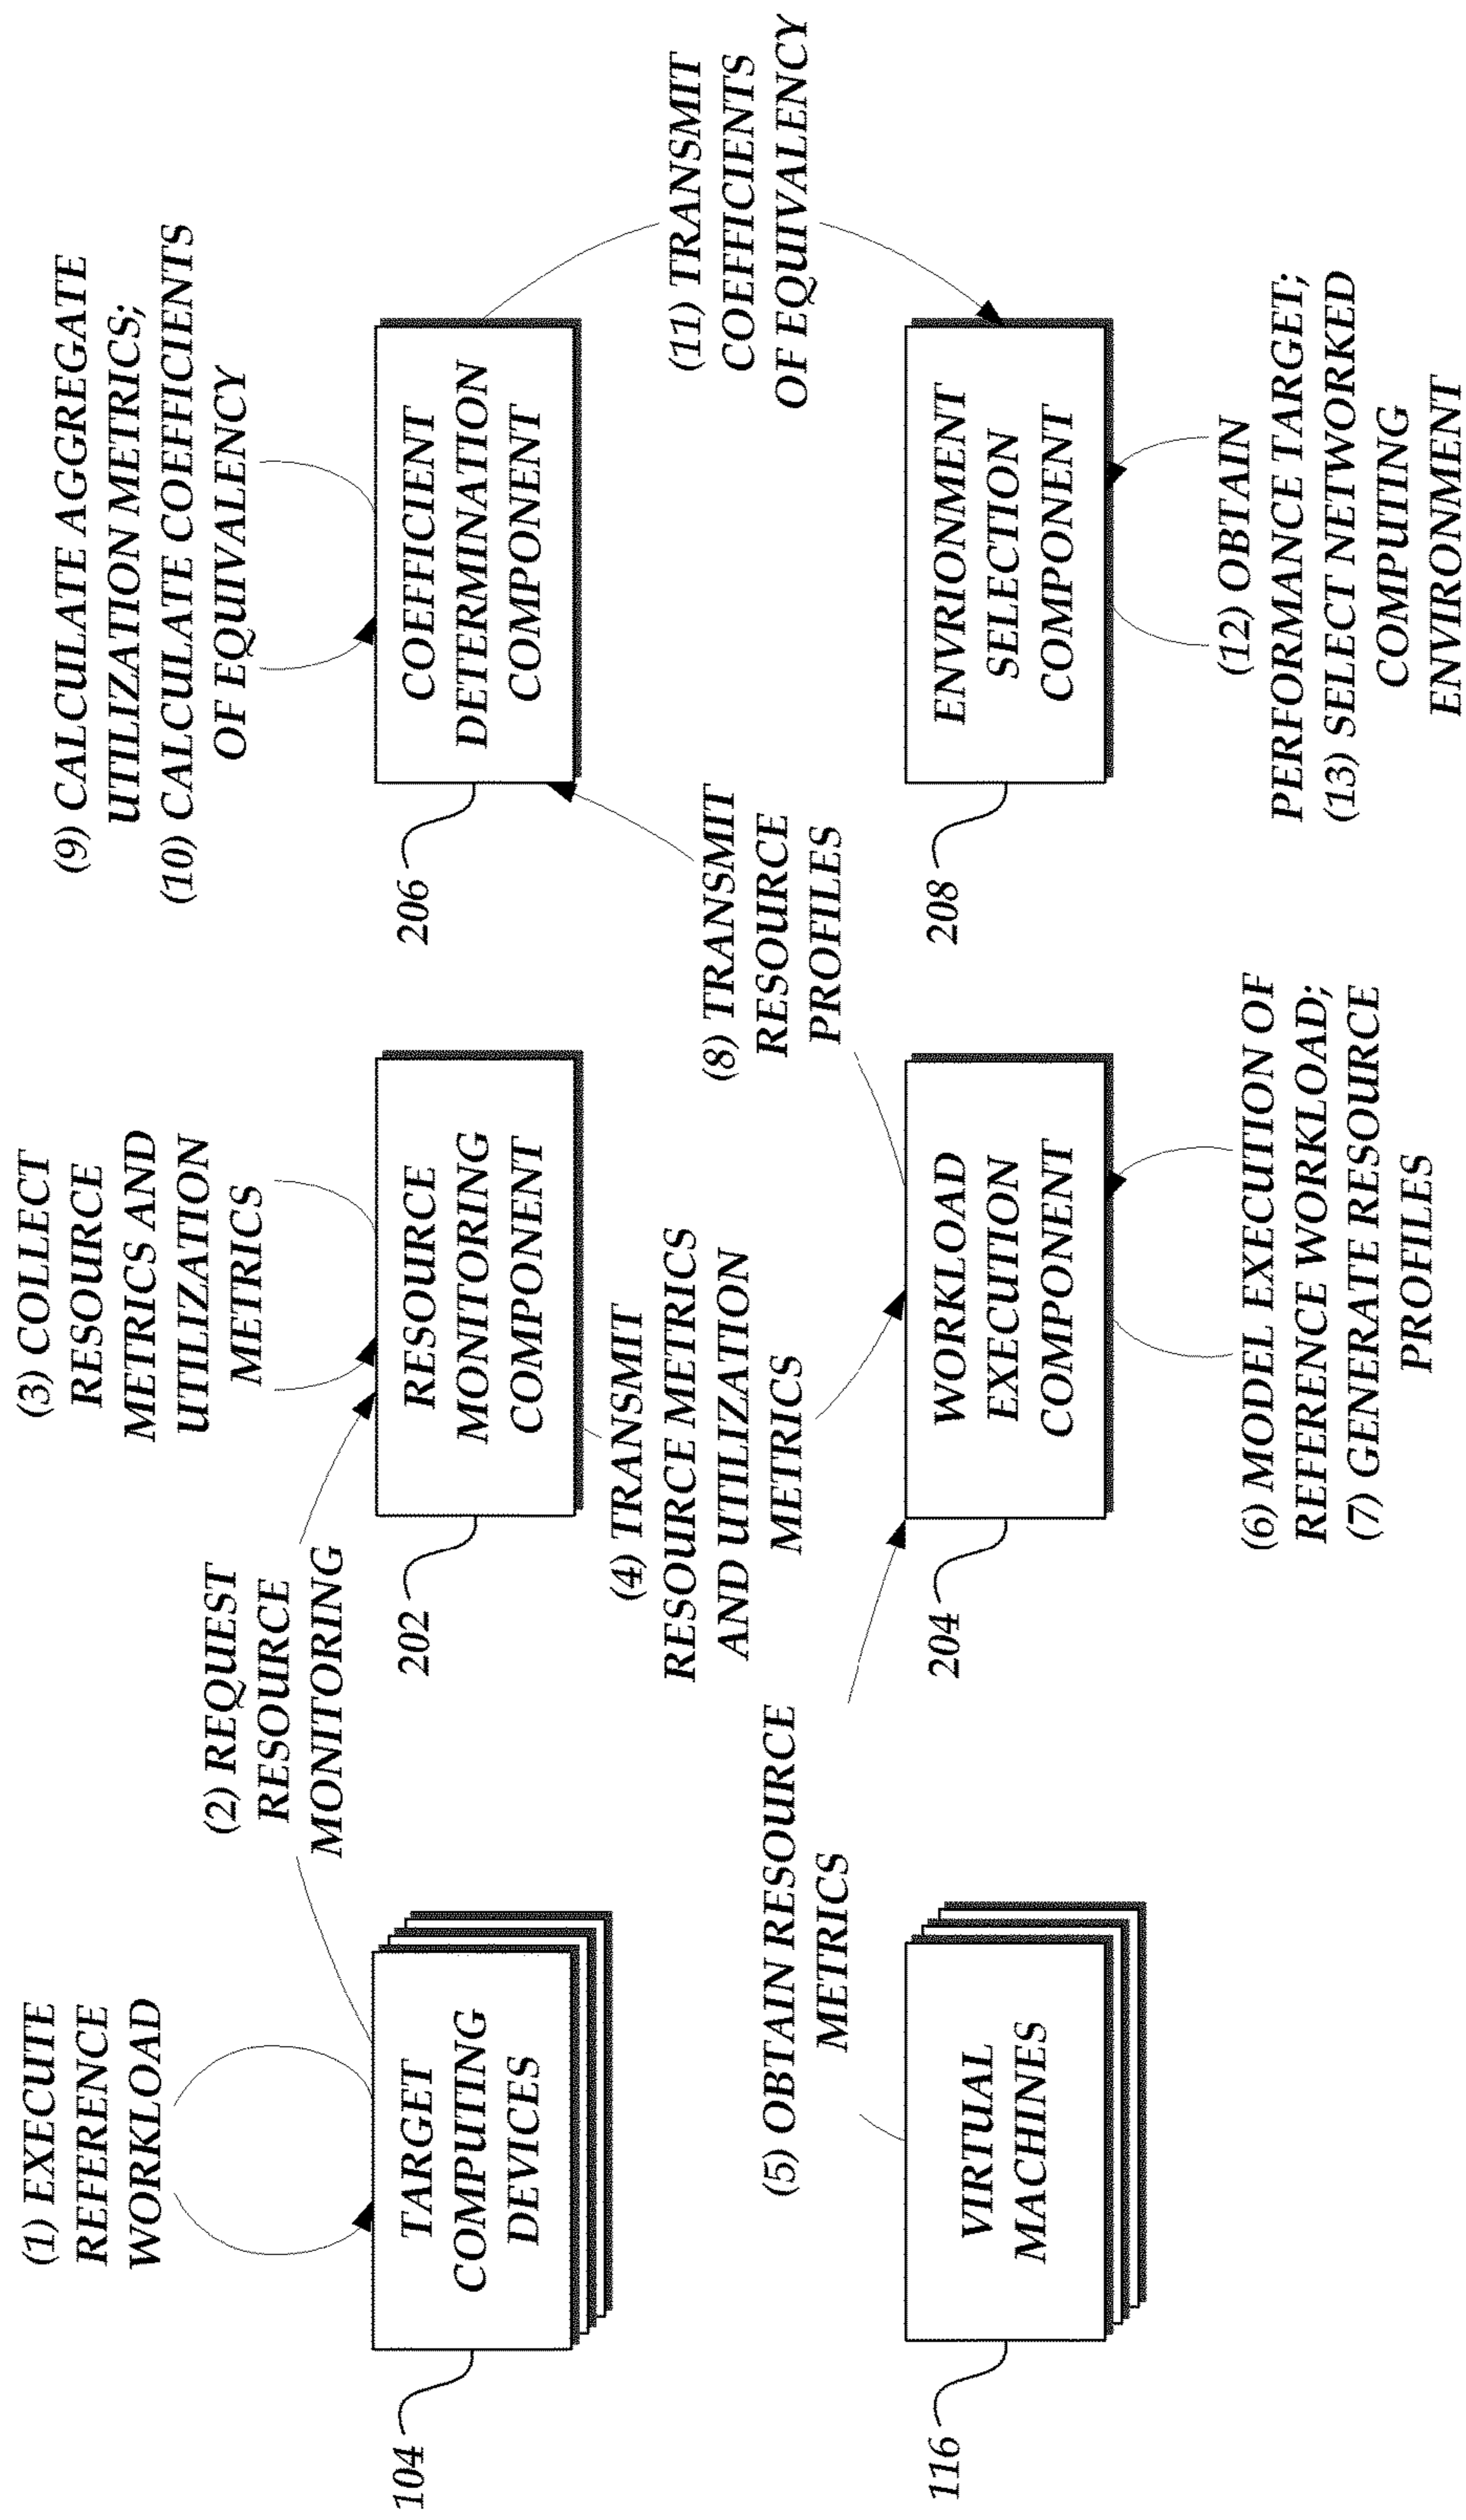 (1) EXECUTE
REFERENCE
WORKLOAD
104
TARGET
COMPUTING
DEVICES
(2) REQUEST
RESOURCE
MONITORING
(3) COLLECT
RESOURCE
METRICS AND
UTILIZATION
METRICS
202
RESOURCE
MONITORING
COMPONENT
(4) TRANSMIT
RESOURCE METRICS
AND UTILIZATION
METRICS
116
VIRTUAL
MACHINES
(5) OBTAIN RESOURCE
METRICS
204
WORKLOAD
EXECUTION
COMPONENT
(6) MODEL EXECUTION OF
REFERENCE WORKLOAD;
(7) GENERATE RESOURCE
PROFILES
(8) TRANSMIT
RESOURCE
PROFILES
(9) CALCULATE AGGREGATE
UTILIZATION METRICS;
(10) CALCULATE COEFFICIENTS
OF EQUIVALENCY
206
COEFFICIENT
DETERMINATION
COMPONENT
(11) TRANSMIT
COEFFICIENTS
OF EQUIVALENCY
208
ENVRIONMENT
SELECTION
COMPONENT
(12) OBTAIN
PERFORMANCE TARGET;
(13) SELECT NETWORKED
COMPUTING
ENVIRONMENT